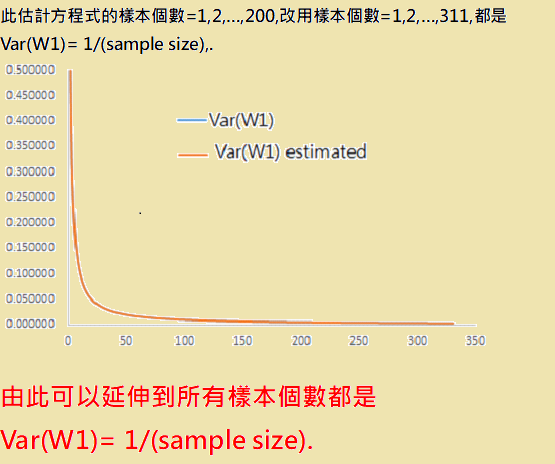 此估計方程式的樣本個數=1,2,...,200,改用樣本個數=1,2,...,311,都是
Var(W1)= 1/(sample size),.
0.500000
0.450000
0.400000
0.350000
0.300000
0.250000
0.200000
0.150000
0.100000
0.050000
0.000000
Var(W1)
Var(W1) estimated
0 50 100 150 200 250 300 350
由此可以延伸到所有樣本個數都是
Var(W1)= 1/(sample size).